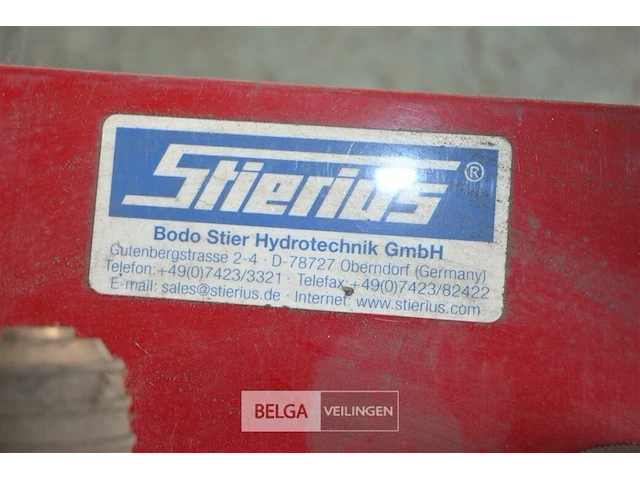 Stierius ®
Bodo Stier Hydrotechnik GmbH
Gutenbergstrasse 2-4 · D-78727 Oberndorf (Germany)
Telefon: +49(0)7423/3321 · Telefax +49(0)7423/82422
E-mail: sales@stierius.de · Internet: www.stierius.com
BELGA VEILINGEN